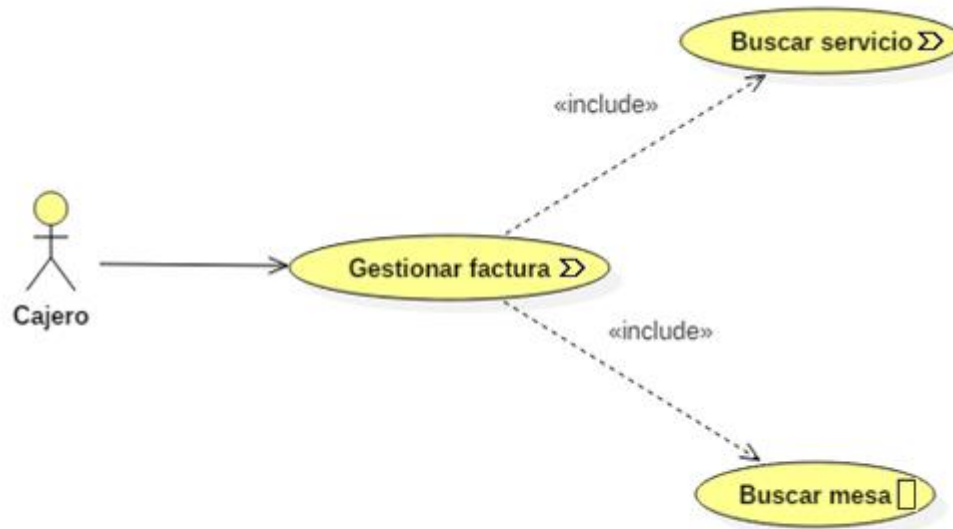 Buscar servicio
«include»
Gestionar factura
Cajero
«include»
Buscar mesa